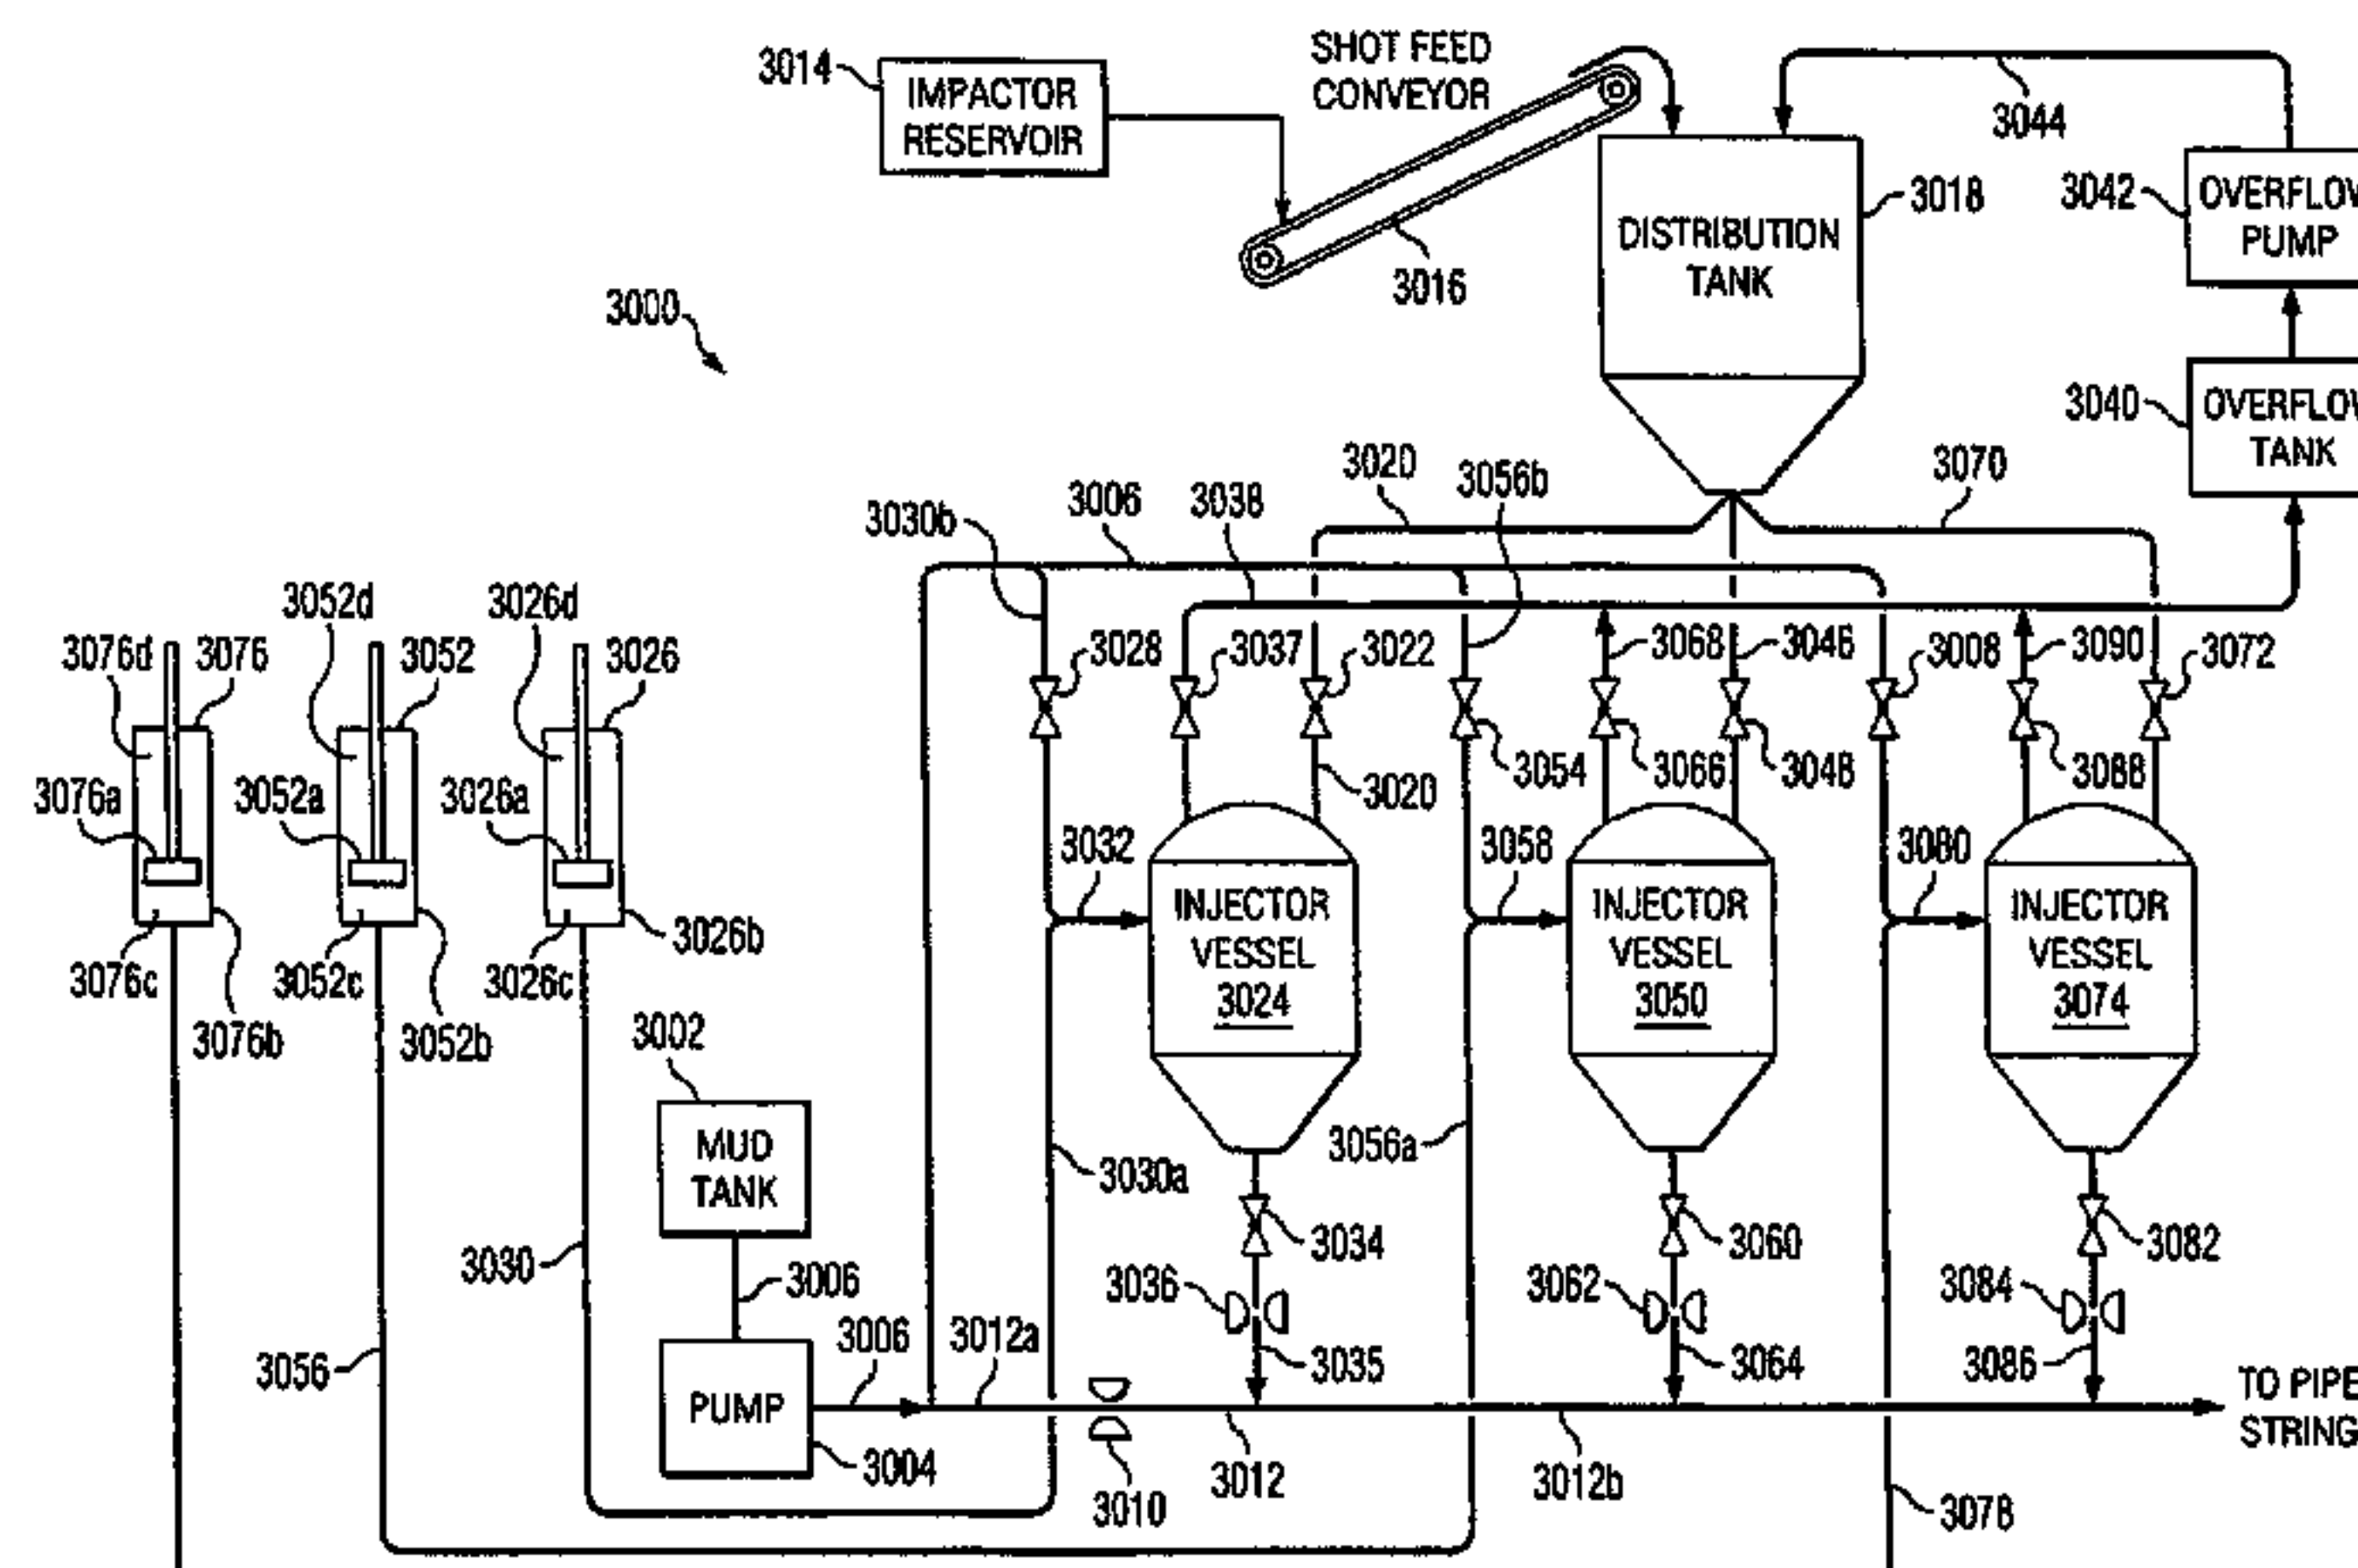 SHOT FEED
CONVEYOR
3014
IMPACTOR
RESERVOIR
3044
3042
OVERFLOW
PUMP
3018
DISTRIBUTION
TANK
3016
3000
3040
OVERFLOW
TANK
3020
3070
3056b
3006
3038
3030b
3052d
3026d
3076d
3076
3052
3026
3028
3037
3022
3068
3046
3008
3090
3072
3054
3066
3048
3088
3020
3076a
3052a
3026a
3032
3058
3080
INJECTOR
VESSEL
3024
INJECTOR
VESSEL
3050
INJECTOR
VESSEL
3074
3026b
3076c
3052c
3026c
3076b
3052b
3002
MUD
TANK
3056a
3030a
3034
3060
3082
3030
3006
3036
3062
3084
3006
3012a
3056
3035
3064
3086
PUMP
TO PIPE
STRING
3004
3012
3012b
3010
3078